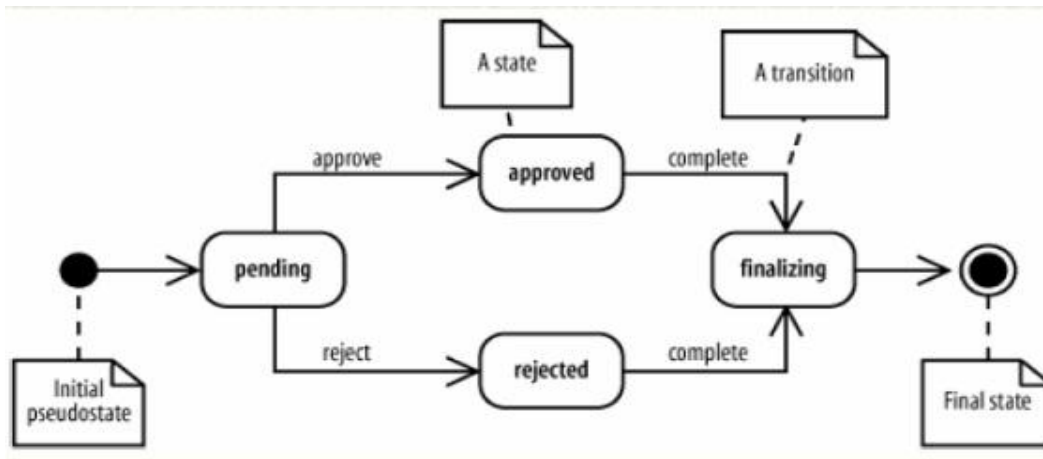 A state
A transition
approve
approved
complete
pending
finalizing
reject
rejected
complete
Initial
pseudostate
Final state